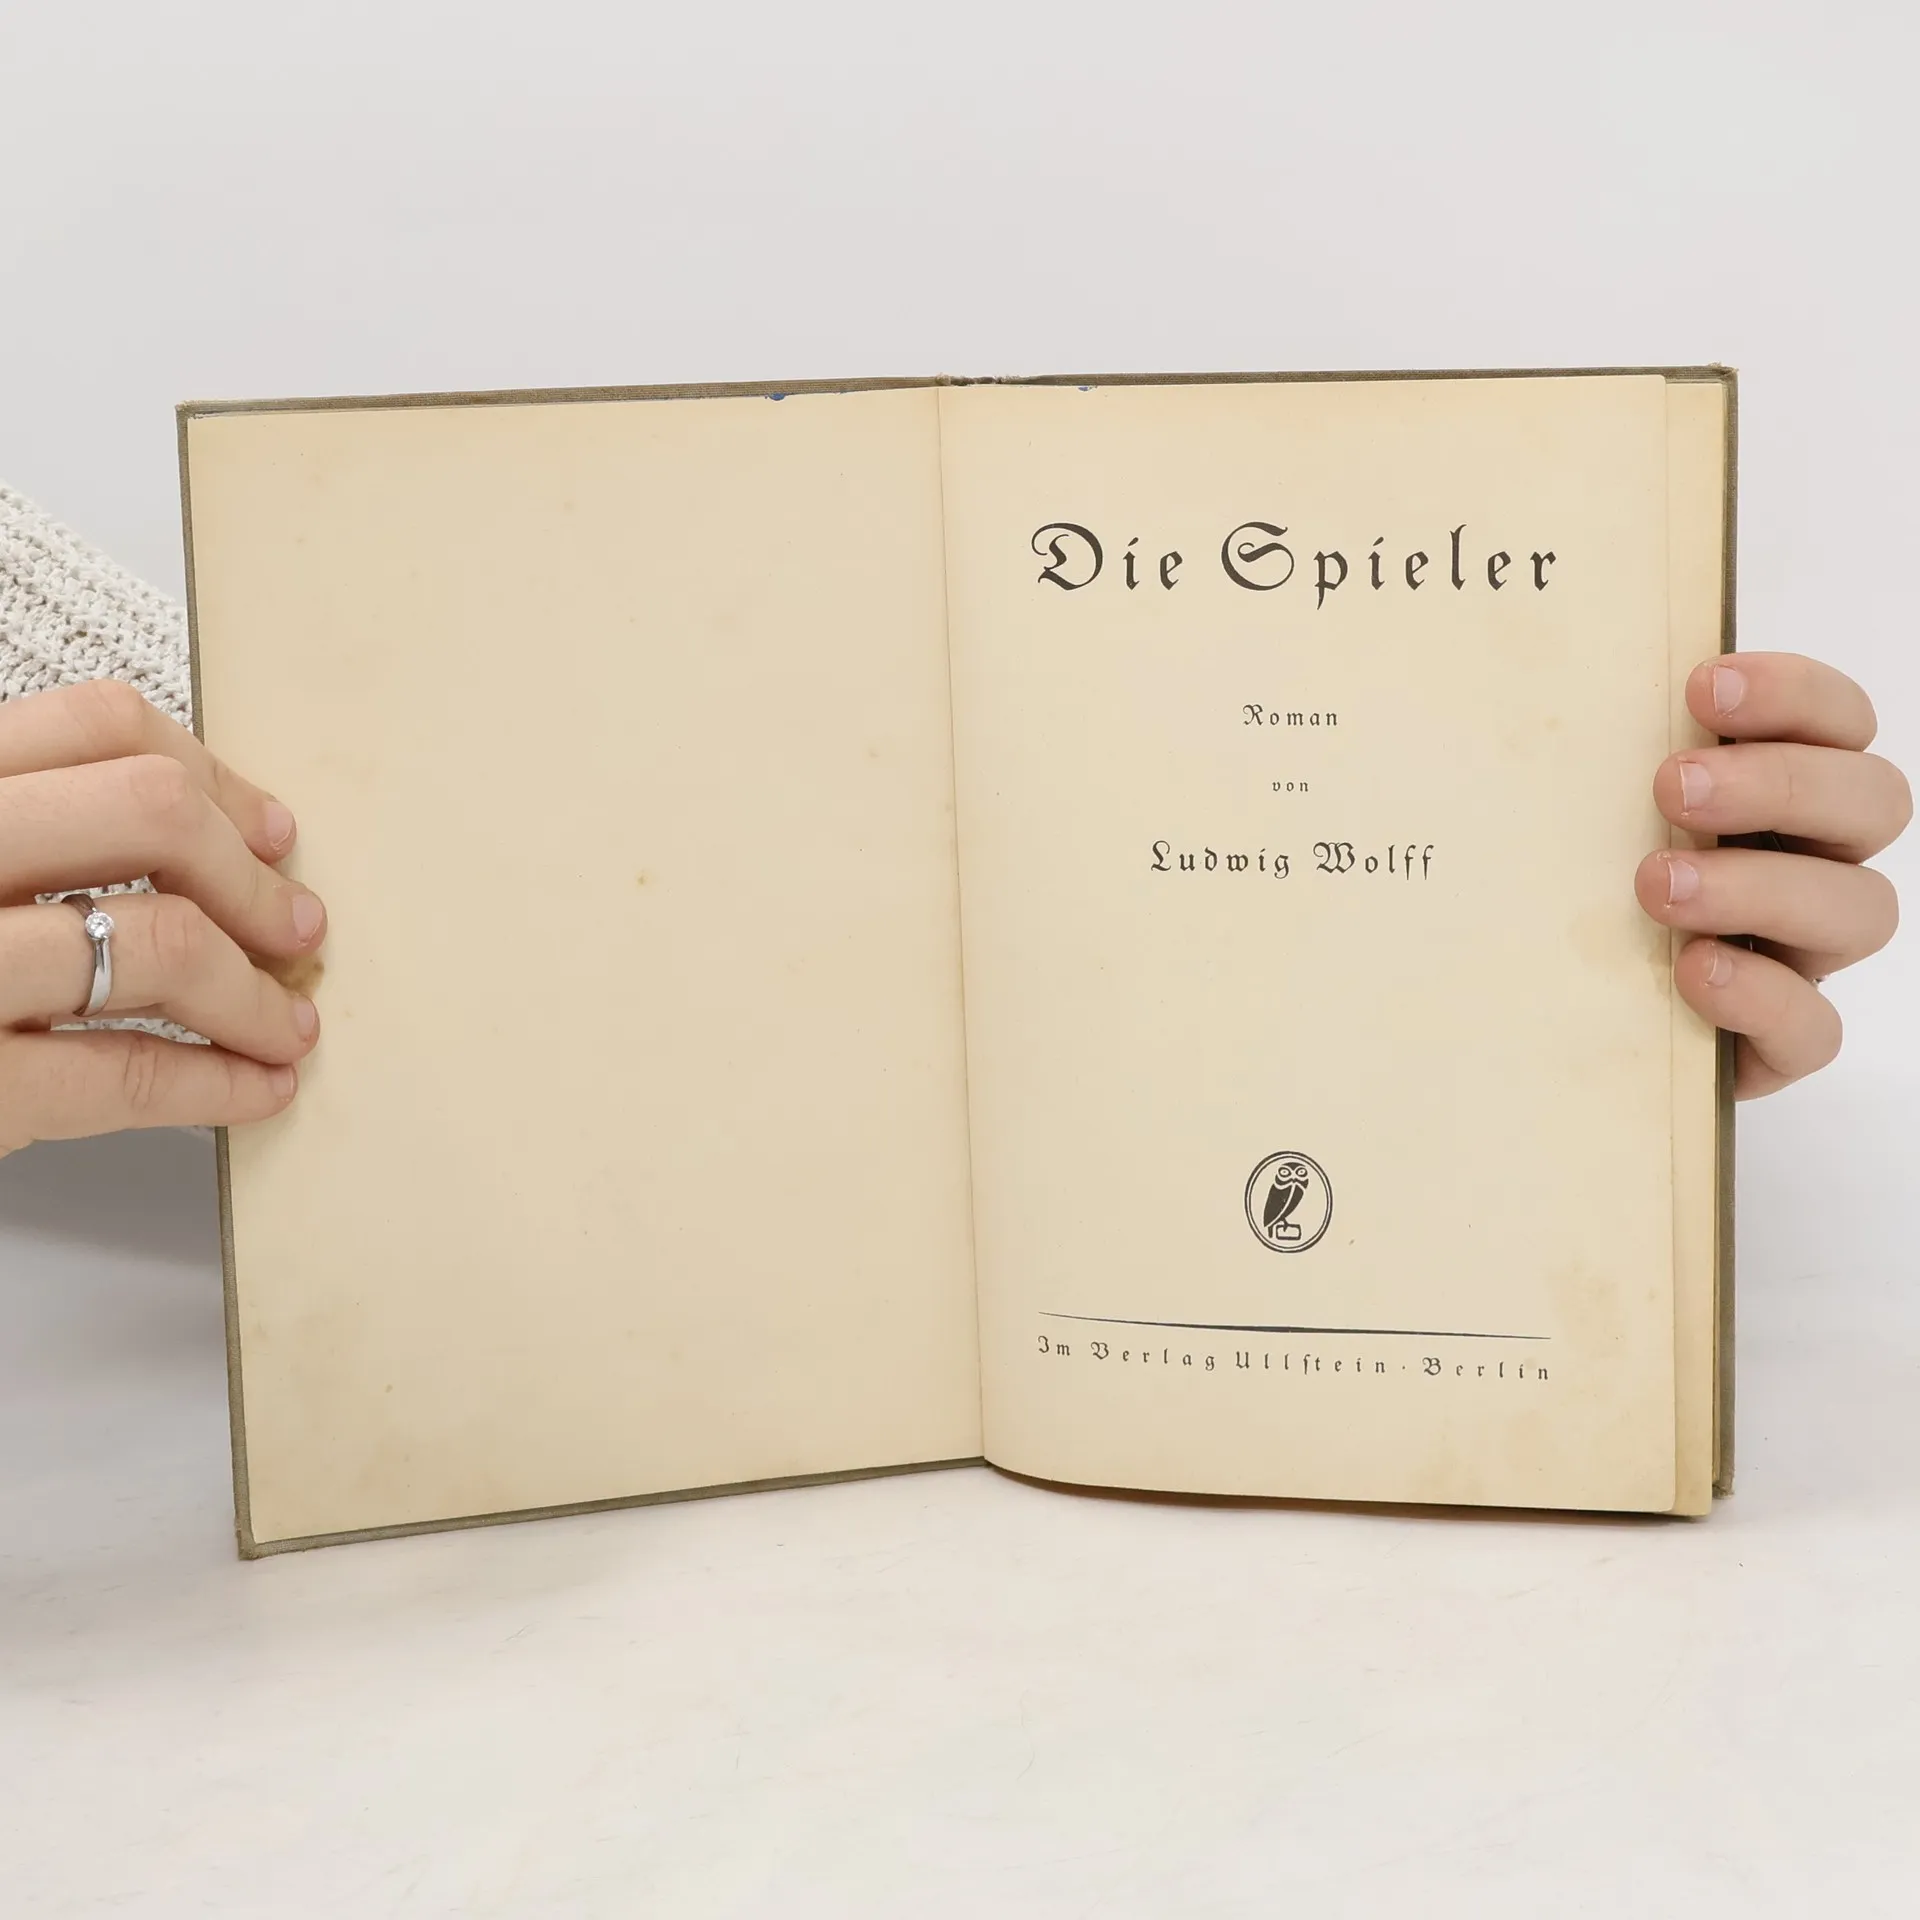 Die Spieler
Roman
von
Ludwig Wolff
Im Verlag Ullſtein · Berlin